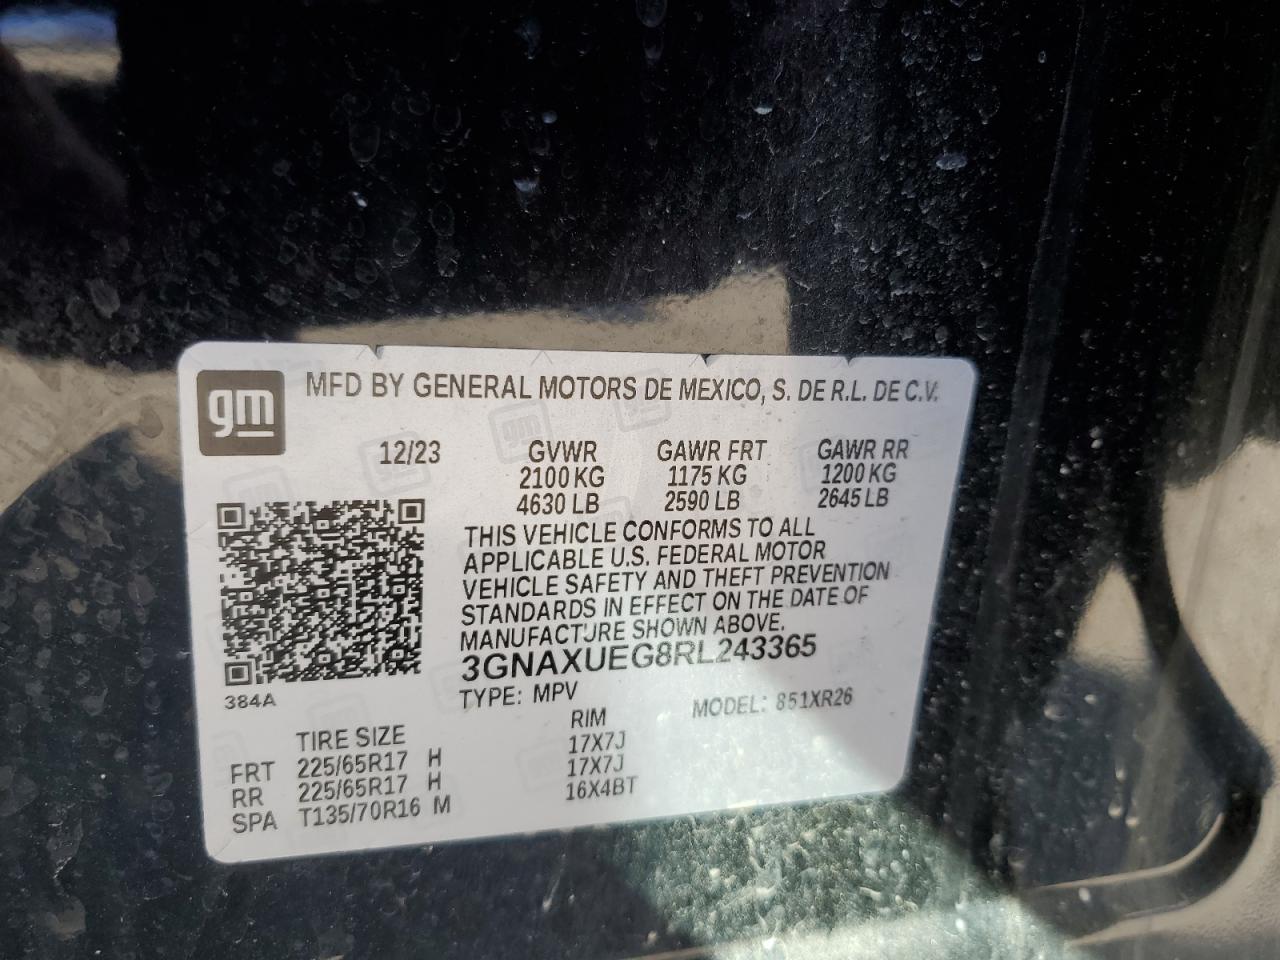 gm
MFD BY GENERAL MOTORS DE MEXICO, S. DE R.L. DE C.V.
12/23 GVWR GAWR FRT GAWR RR
2100 KG 1175 KG 1200 KG
4630 LB 2590 LB 2645 LB
THIS VEHICLE CONFORMS TO ALL
APPLICABLE U.S. FEDERAL MOTOR
VEHICLE SAFETY AND THEFT PREVENTION
STANDARDS IN EFFECT ON THE DATE OF
MANUFACTURE SHOWN ABOVE.
3GNAXUEG8RL243365
384A
TYPE: MPV MODEL: 851XR26
TIRE SIZE RIM
FRT 225/65R17 H 17X7J
RR 225/65R17 H 17X7J
SPA T135/70R16 M 16X4BT